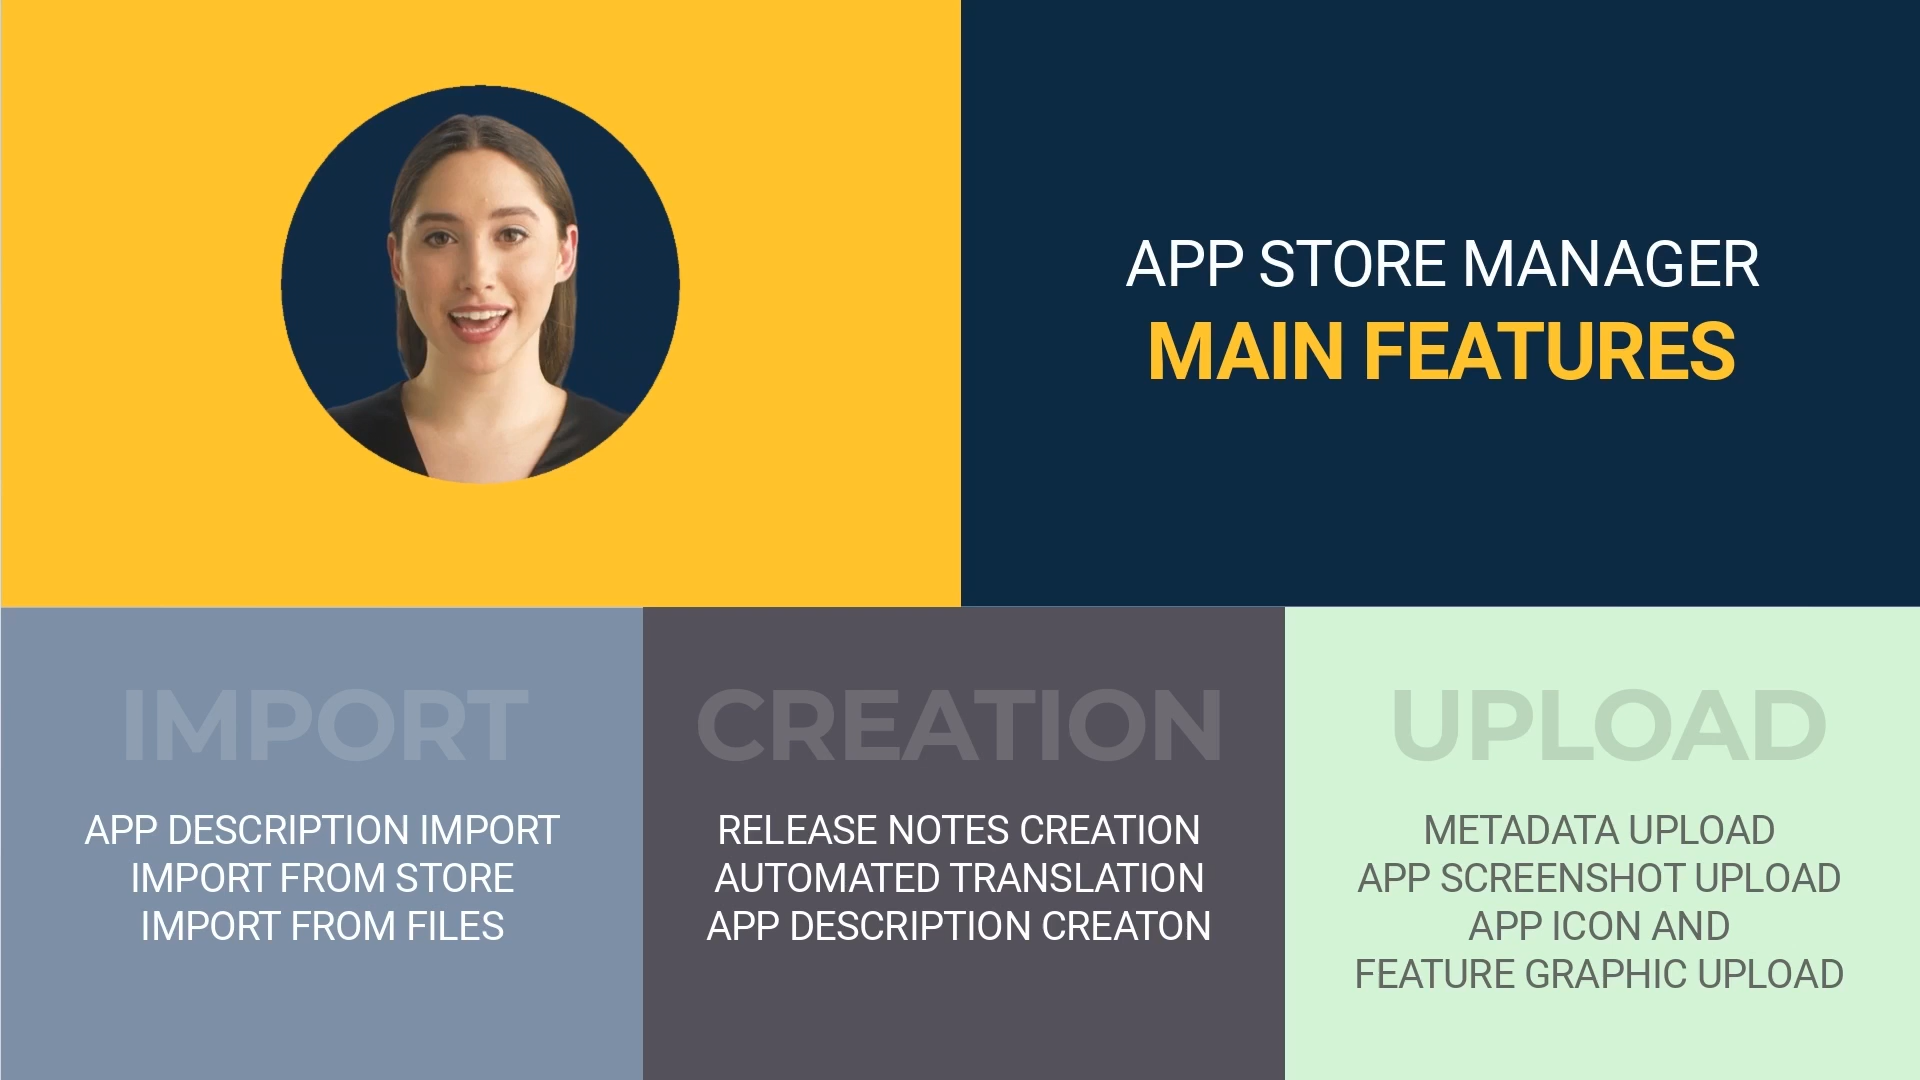 APP STORE MANAGER
MAIN FEATURES
IMPORT
APP DESCRIPTION IMPORT
IMPORT FROM STORE
IMPORT FROM FILES
CREATION
RELEASE NOTES CREATION
AUTOMATED TRANSLATION
APP DESCRIPTION CREATON
UPLOAD
METADATA UPLOAD
APP SCREENSHOT UPLOAD
APP ICON AND
FEATURE GRAPHIC UPLOAD